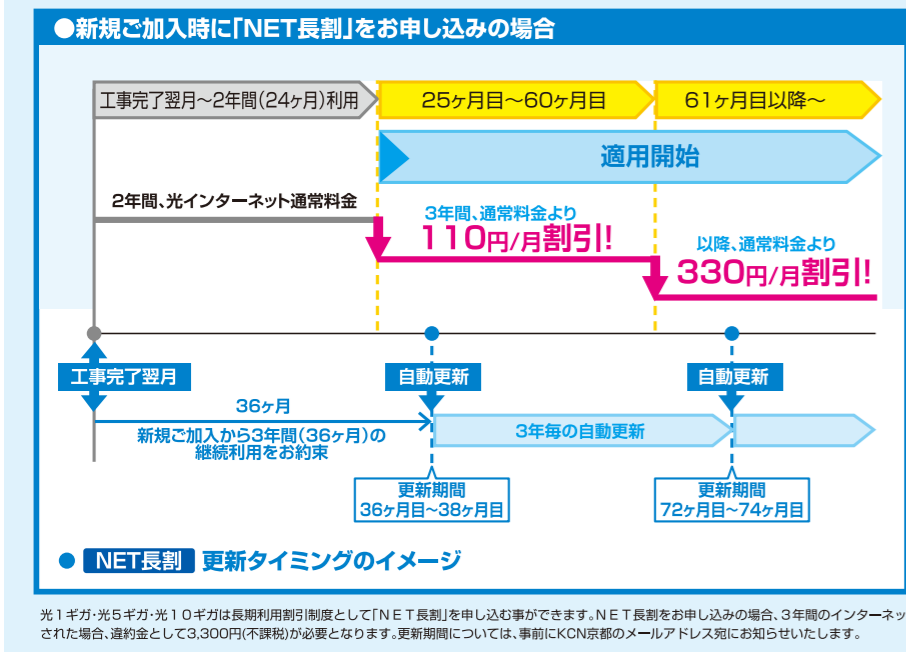 ●新規ご加入時に「NET長割」をお申し込みの場合
工事完了翌月～2年間(24ヶ月)利用
25ヶ月目～60ヶ月目
61ヶ月目以降～
適用開始
2年間、光インターネット通常料金
3年間、通常料金より
110円/月割引!
以降、通常料金より
330円/月割引!
工事完了翌月
自動更新
自動更新
36ヶ月
新規ご加入から3年間(36ヶ月)の
継続利用をお約束
3年毎の自動更新
更新期間
36ヶ月目～38ヶ月目
更新期間
72ヶ月目～74ヶ月目
● NET長割 更新タイミングのイメージ
光1ギガ・光5ギガ・光10ギガは長期利用割引制度として「NET長割」を申し込む事ができます。NET長割をお申し込みの場合、3年間のインターネッ
された場合、違約金として3,300円(不課税)が必要となります。更新期間については、事前にKCN京都のメールアドレス宛にお知らせいたします。